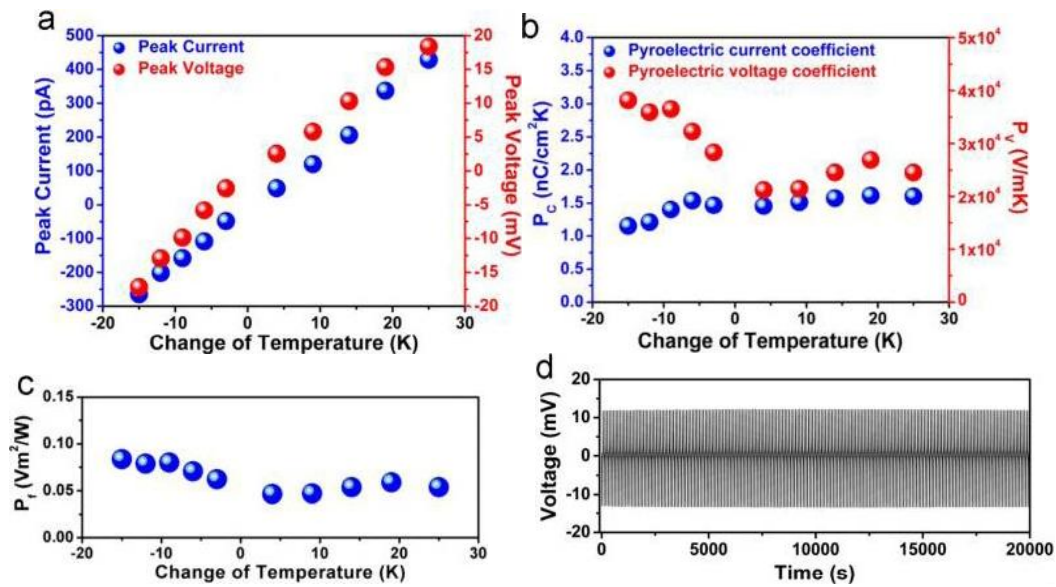 a
500
400
300
200
100
0
-100
-200
-300
Peak Current (pA)
Peak Current
Peak Voltage
20
15
10
5
0
-5
-10
-15
-20
Peak Voltage (mV)
-20 -10 0 10 20 30
Change of Temperature (K)
b
4.0
3.5
3.0
2.5
2.0
1.5
1.0
0.5
0.0
P_C (nC/cm²K)
Pyroelectric current coefficient
Pyroelectric voltage coefficient
5x10⁴
4x10⁴
3x10⁴
2x10⁴
1x10⁴
0
P_V (V/mK)
-20 -10 0 10 20 30
Change of Temperature (K)
c
0.15
0.10
0.05
0.00
P_f (Vm²/W)
-20 -10 0 10 20 30
Change of Temperature (K)
d
20
10
0
-10
-20
Voltage (mV)
0 5000 10000 15000 20000
Time (s)